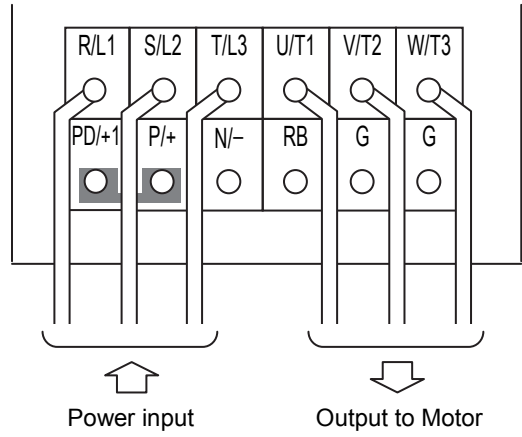 R/L1 S/L2 T/L3 U/T1 V/T2 W/T3
PD/+1 P/+ N/– RB G G
Power input Output to Motor